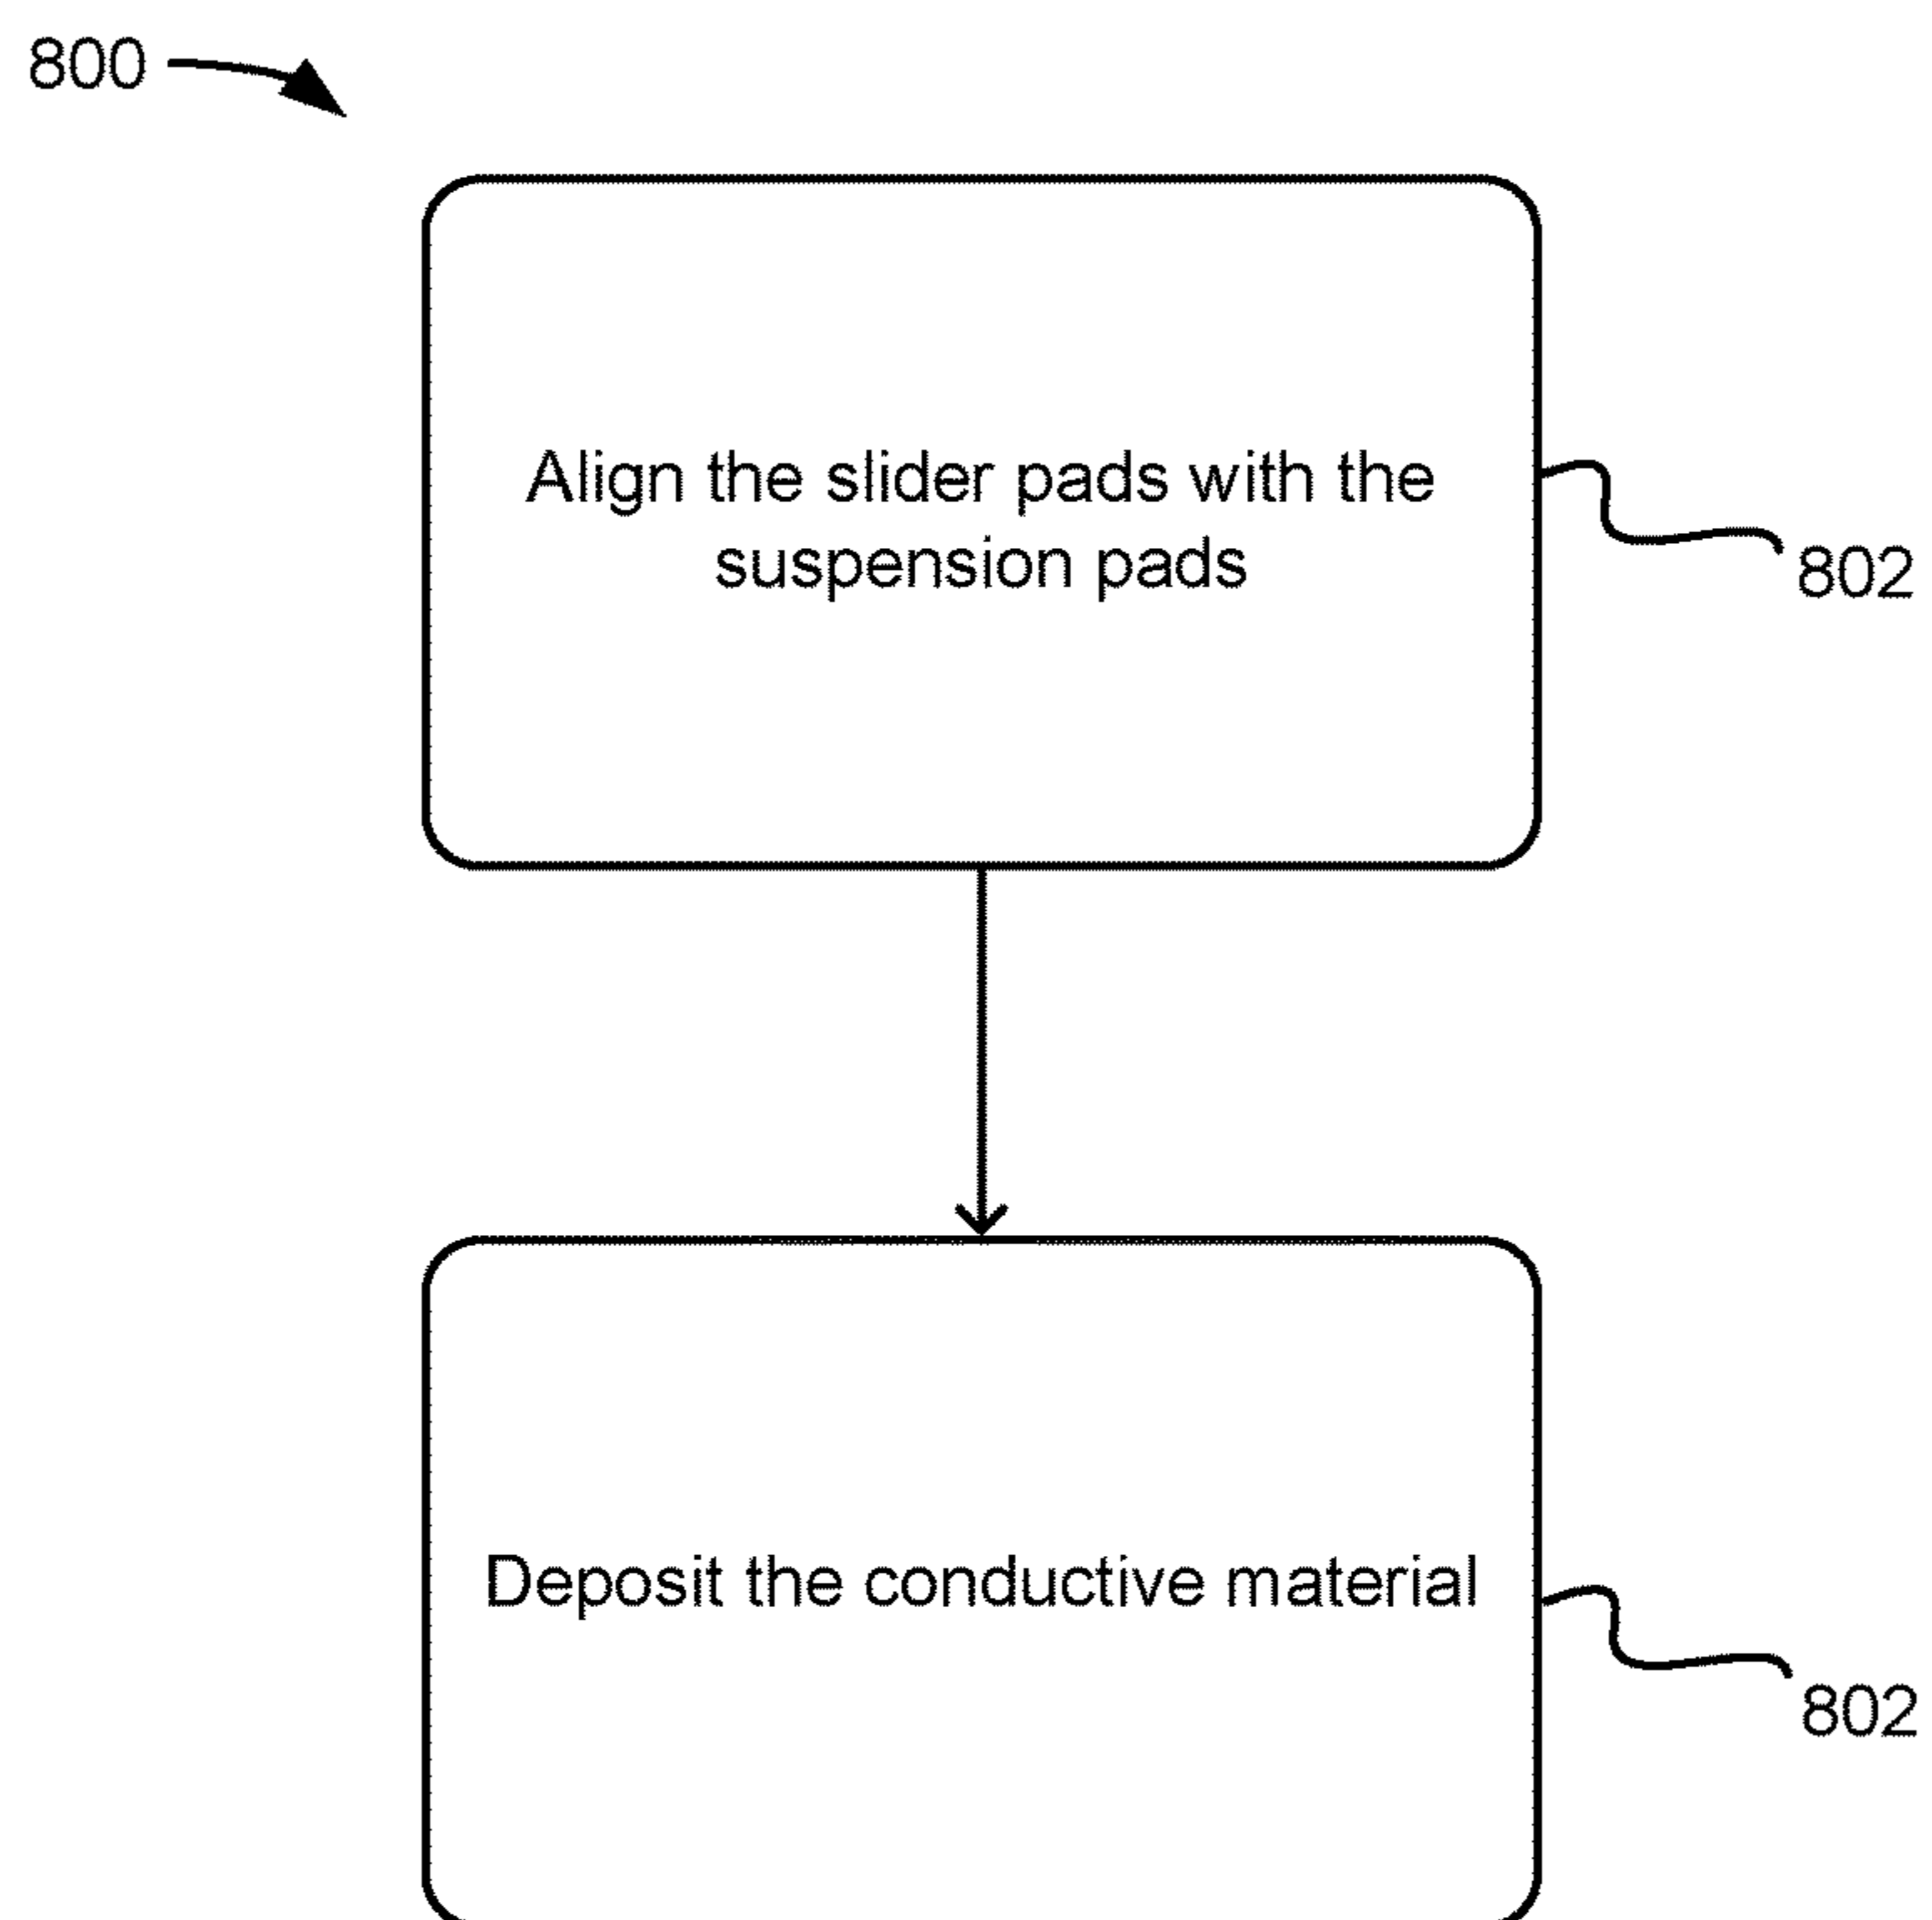 800
Align the slider pads with the
suspension pads
802
Deposit the conductive material
802